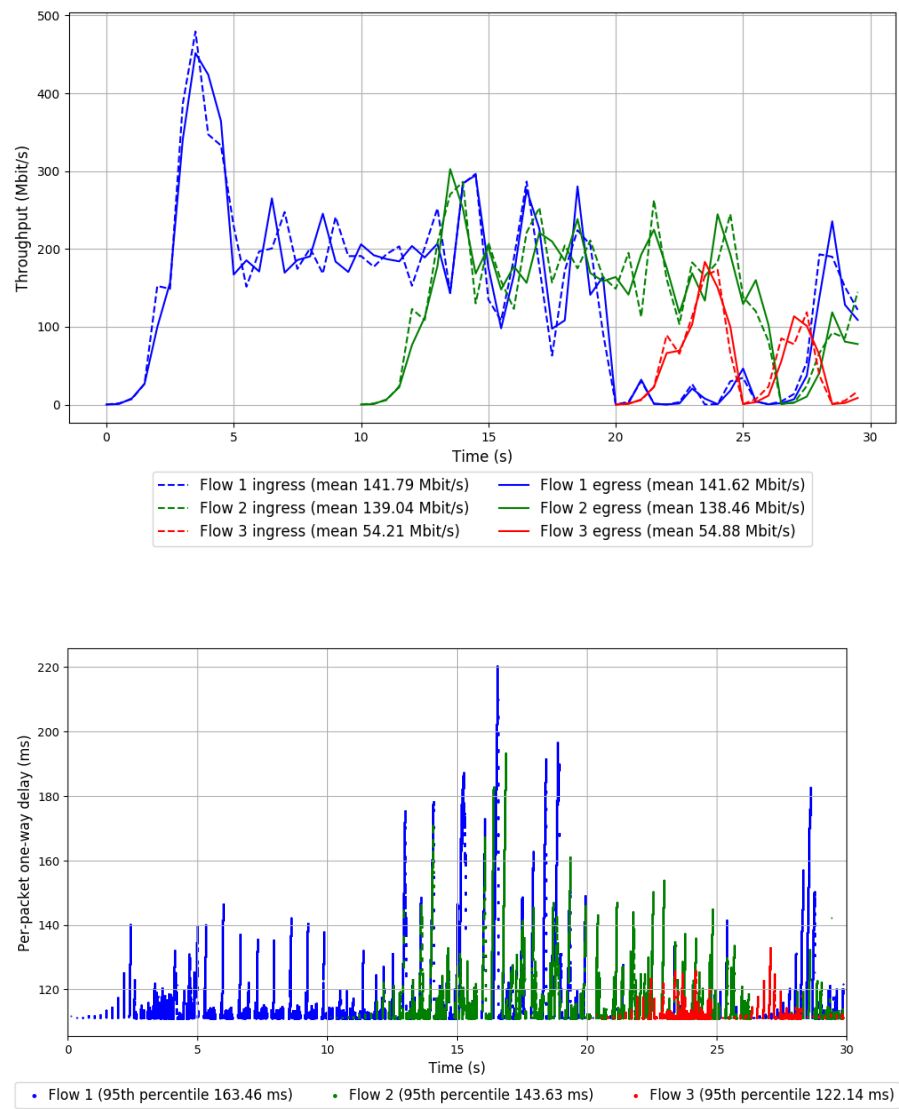 500
400
300
200
100
0
Throughput (Mbit/s)
0 5 10 15 20 25 30
Time (s)
Flow 1 ingress (mean 141.79 Mbit/s) Flow 1 egress (mean 141.62 Mbit/s)
Flow 2 ingress (mean 139.04 Mbit/s) Flow 2 egress (mean 138.46 Mbit/s)
Flow 3 ingress (mean 54.21 Mbit/s) Flow 3 egress (mean 54.88 Mbit/s)
220
200
180
160
140
120
Per-packet one-way delay (ms)
0 5 10 15 20 25 30
Time (s)
Flow 1 (95th percentile 163.46 ms) Flow 2 (95th percentile 143.63 ms) Flow 3 (95th percentile 122.14 ms)